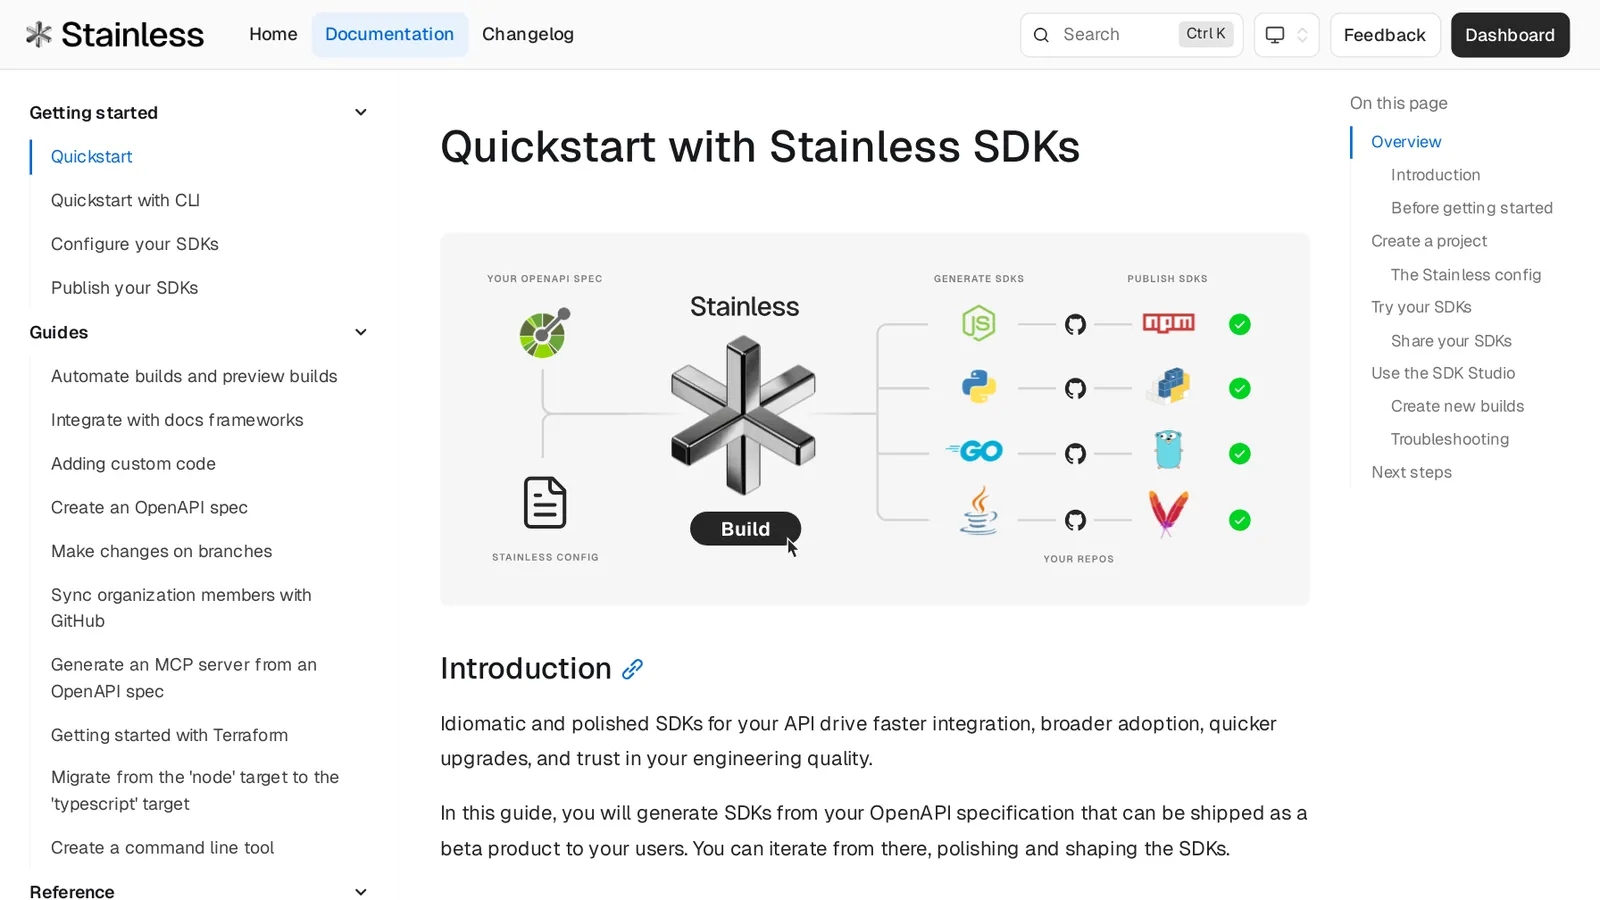 Stainless
Home
Documentation
Changelog
Search
Ctrl K
Feedback
Dashboard
Getting started
Quickstart
Quickstart with CLI
Configure your SDKs
Publish your SDKs
Guides
Automate builds and preview builds
Integrate with docs frameworks
Adding custom code
Create an OpenAPI spec
Make changes on branches
Sync organization members with
GitHub
Generate an MCP server from an
OpenAPI spec
Getting started with Terraform
Migrate from the 'node' target to the
'typescript' target
Create a command line tool
Reference
Quickstart with Stainless SDKs
YOUR OPENAPI SPEC
STAINLESS CONFIG
Stainless
Build
GENERATE SDKS
PUBLISH SDKS
JS
npm
GO
YOUR REPOS
Introduction
Idiomatic and polished SDKs for your API drive faster integration, broader adoption, quicker
upgrades, and trust in your engineering quality.
In this guide, you will generate SDKs from your OpenAPI specification that can be shipped as a
beta product to your users. You can iterate from there, polishing and shaping the SDKs.
On this page
Overview
Introduction
Before getting started
Create a project
The Stainless config
Try your SDKs
Share your SDKs
Use the SDK Studio
Create new builds
Troubleshooting
Next steps